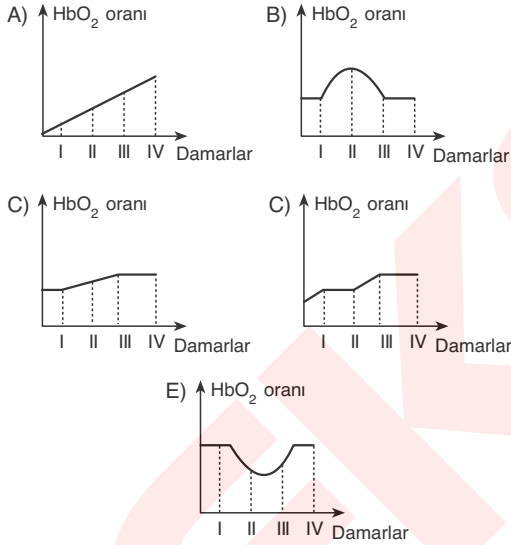 A) HbO₂ oranı
I II III IV Damarlar
B) HbO₂ oranı
I II III IV Damarlar
C) HbO₂ oranı
I II III IV Damarlar
C) HbO₂ oranı
I II III IV Damarlar
E) HbO₂ oranı
I II III IV Damarlar